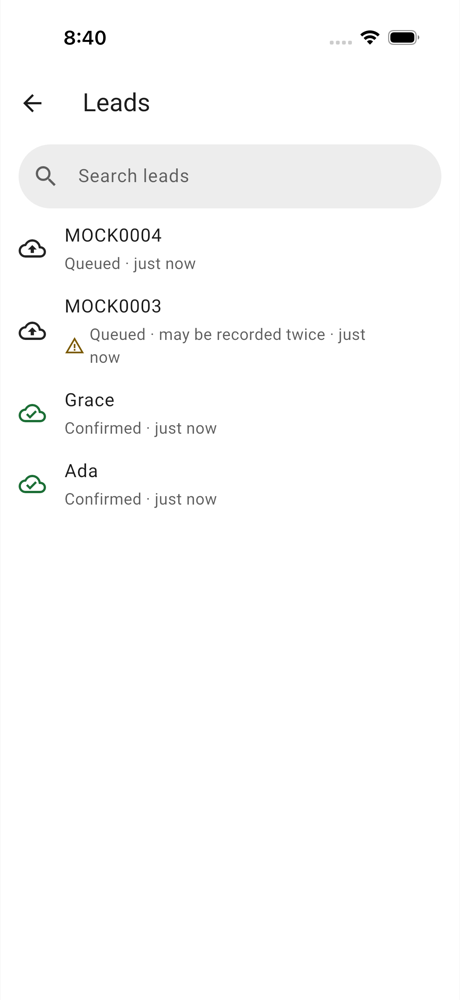 8:40
Leads
Search leads
MOCK0004
Queued · just now
MOCK0003
Queued · may be recorded twice · just
now
Grace
Confirmed · just now
Ada
Confirmed · just now